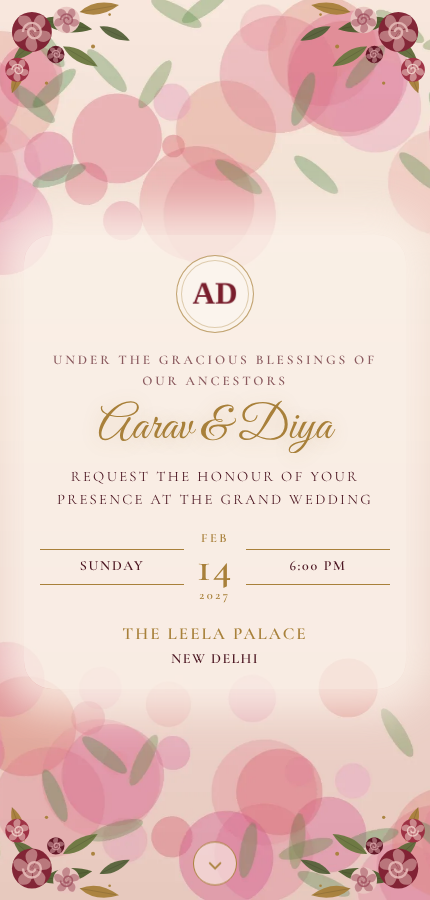 AD
UNDER THE GRACIOUS BLESSINGS OF
OUR ANCESTORS
Aarav & Diya
REQUEST THE HONOUR OF YOUR
PRESENCE AT THE GRAND WEDDING
FEB
SUNDAY 14 6:00 PM
2027
THE LEELA PALACE
NEW DELHI